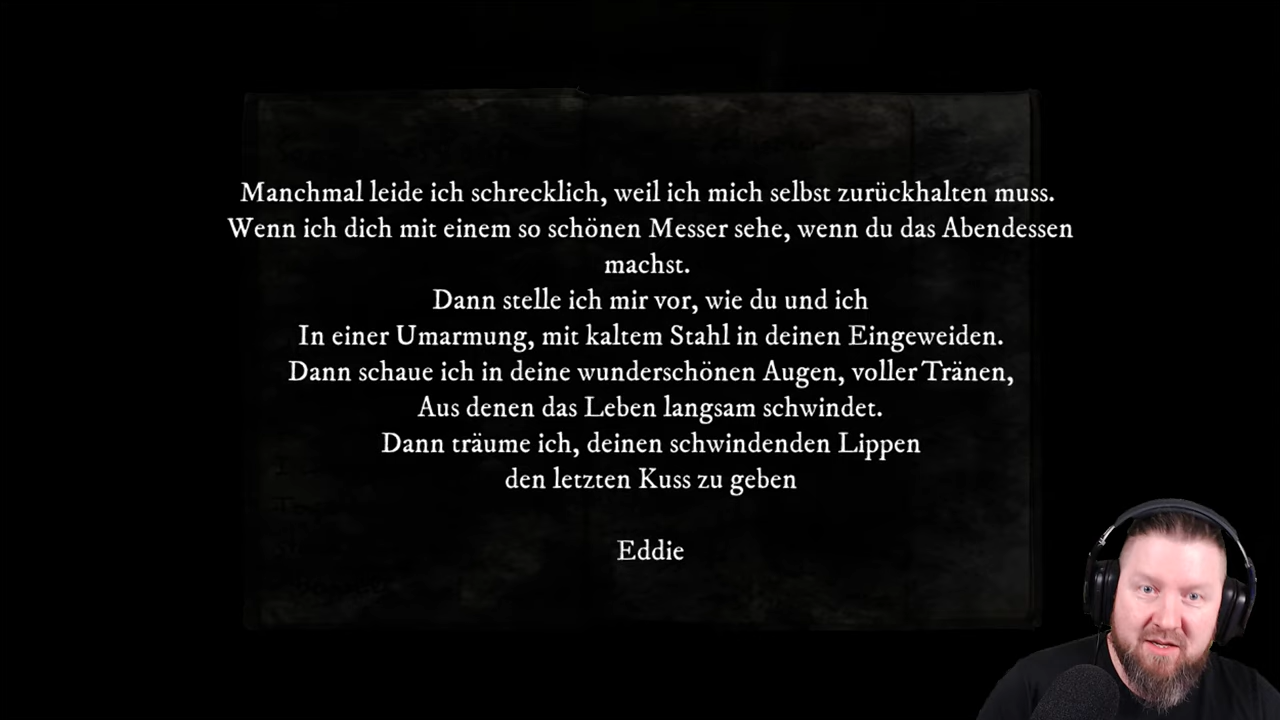 Manchmal leide ich schrecklich, weil ich mich selbst zurückhalten muss.
Wenn ich dich mit einem so schönen Messer sehe, wenn du das Abendessen
machst.
Dann stelle ich mir vor, wie du und ich
In einer Umarmung, mit kaltem Stahl in deinen Eingeweiden.
Dann schaue ich in deine wunderschönen Augen, voller Tränen,
Aus denen das Leben langsam schwindet.
Dann träume ich, deinen schwindenden Lippen
den letzten Kuss zu geben
Eddie